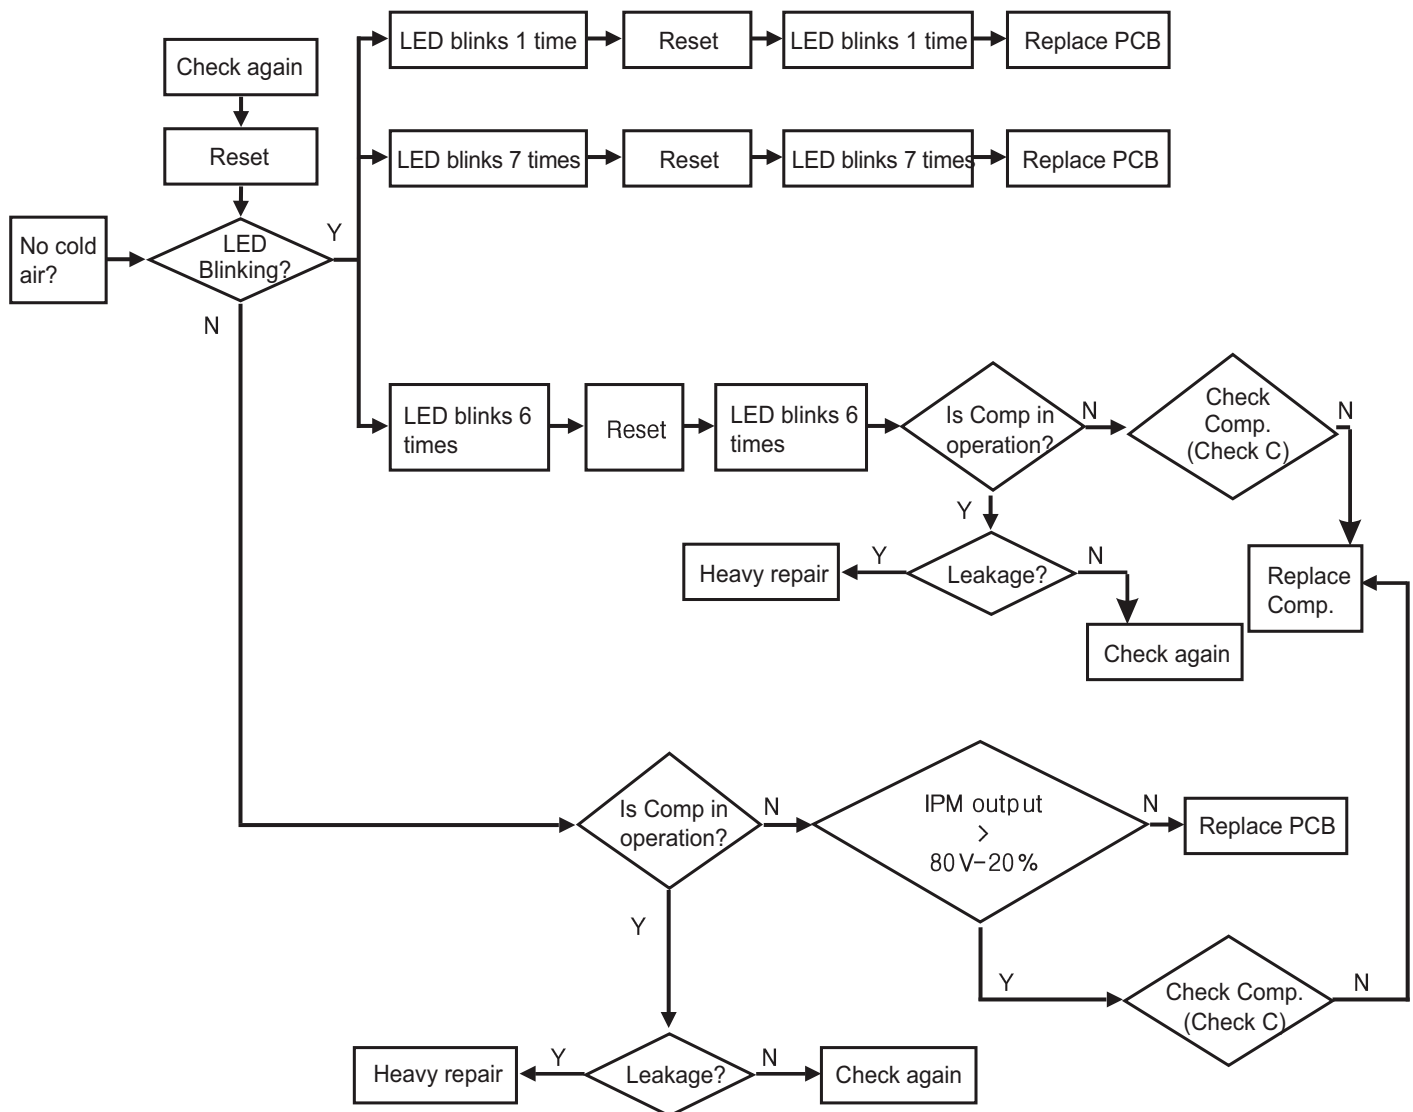 LED blinks 1 time
Reset
LED blinks 1 time
Replace PCB
Check again
Reset
LED blinks 7 times
Reset
LED blinks 7 times
Replace PCB
No cold
air?
LED
Blinking?
Y
N
LED blinks 6
times
Reset
LED blinks 6
times
Is Comp in
operation?
N
Check
Comp.
(Check C)
N
Y
Leakage?
Y
Heavy repair
N
Check again
Replace
Comp.
Is Comp in
operation?
N
IPM output
>
80V-20%
N
Replace PCB
Y
Y
Check Comp.
(Check C)
N
Heavy repair
Y
Leakage?
N
Check again